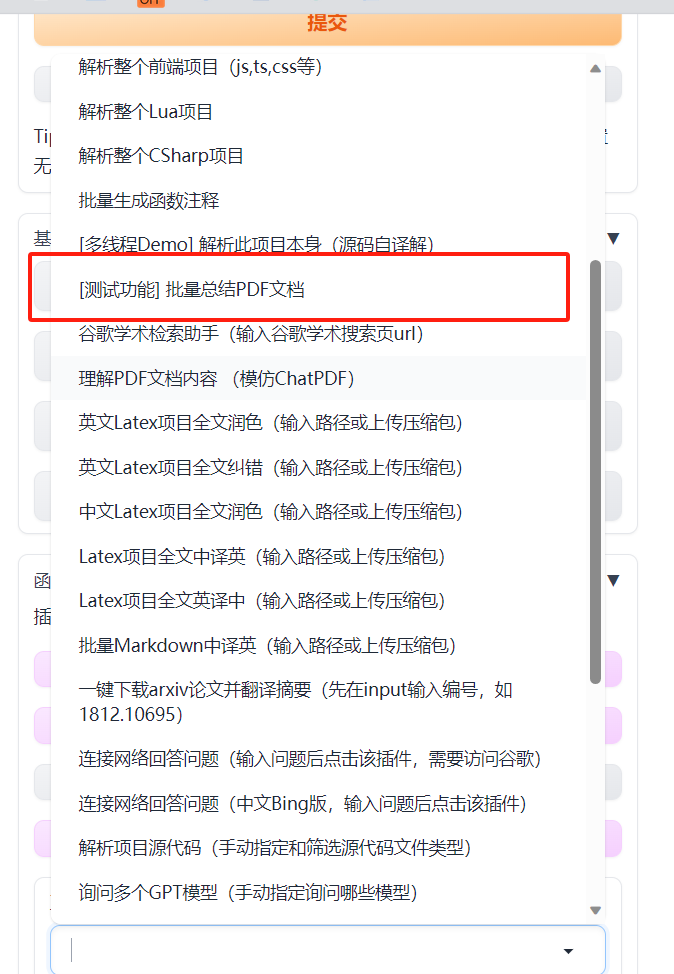 提交
解析整个前端项目（js,ts,css等）
解析整个Lua项目
Tip
解析整个CSharp项目
无
批量生成函数注释
基
[多线程Demo] 解析此项目本身（源码自译解）
▼
[测试功能] 批量总结PDF文档
谷歌学术检索助手（输入谷歌学术搜索页url）
理解PDF文档内容 （模仿ChatPDF）
英文Latex项目全文润色（输入路径或上传压缩包）
英文Latex项目全文纠错（输入路径或上传压缩包）
中文Latex项目全文润色（输入路径或上传压缩包）
Latex项目全文中译英（输入路径或上传压缩包）
函
▼
Latex项目全文英译中（输入路径或上传压缩包）
插
批量Markdown中译英（输入路径或上传压缩包）
一键下载arxiv论文并翻译摘要（先在input输入编号，如
1812.10695）
连接网络回答问题（输入问题后点击该插件，需要访问谷歌）
连接网络回答问题（中文Bing版，输入问题后点击该插件）
解析项目源代码（手动指定和筛选源代码文件类型）
询问多个GPT模型（手动指定询问哪些模型）